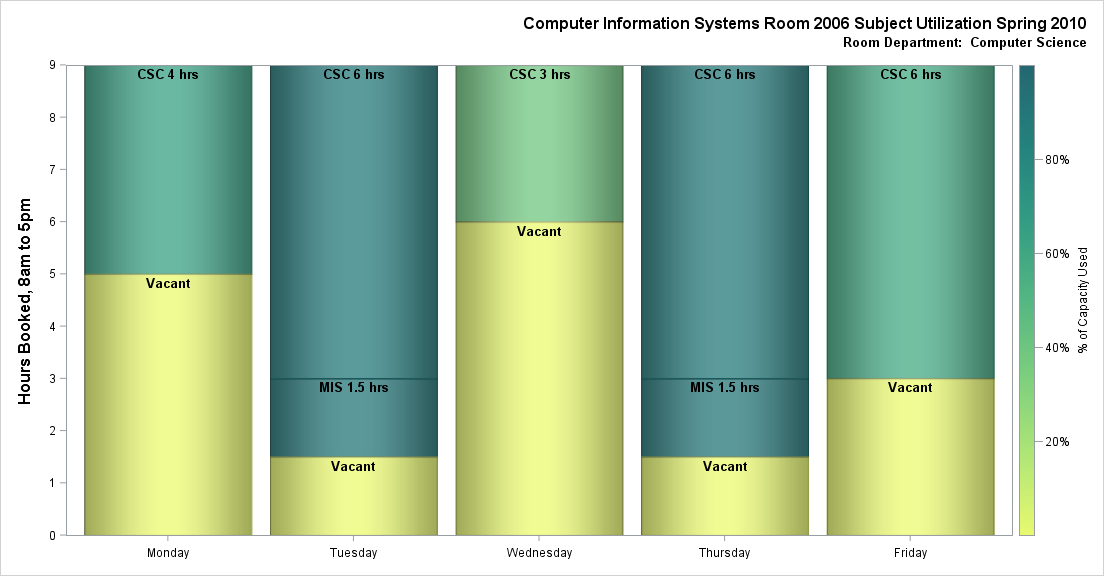 Computer Information Systems Room 2006 Subject Utilization Spring 2010
Room Department: Computer Science
Hours Booked, 8am to 5pm
9
8
7
6
5
4
3
2
1
0
CSC 4 hrs
Vacant
CSC 6 hrs
MIS 1.5 hrs
Vacant
CSC 3 hrs
Vacant
CSC 6 hrs
MIS 1.5 hrs
Vacant
CSC 6 hrs
Vacant
Monday
Tuesday
Wednesday
Thursday
Friday
80%
60%
40%
20%
% of Capacity Used